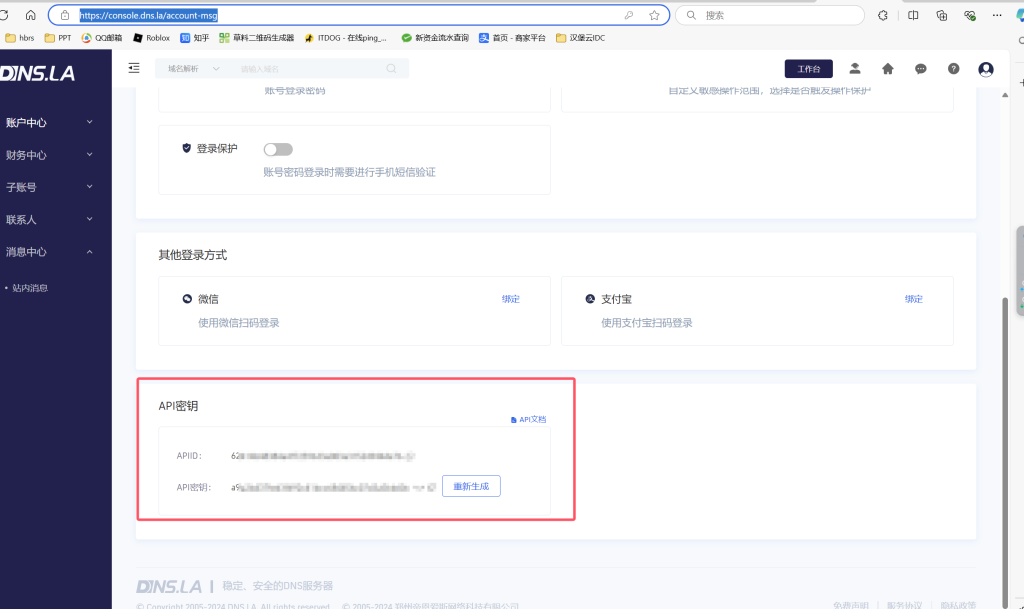 https://console.dns.la/account-msg
搜索
hbrs
PPT
QQ邮箱
Roblox
知乎
草料二维码生成器
ITDOG - 在线ping_...
新资金流水查询
首页 - 商家平台
汉堡云IDC
DNS.LA
域名解析
请输入域名
工作台
账户中心
财务中心
子账号
联系人
消息中心
• 站内消息
账号登录密码
自定义敏感操作范围，选择是否触发操作保护
登录保护
账号密码登录时需要进行手机短信验证
其他登录方式
微信
绑定
使用微信扫码登录
支付宝
绑定
使用支付宝扫码登录
API密钥
API文档
APIID：
62
API密钥：
a9
重新生成
DNS.LA | 稳定、安全的DNS服务器
© Copyright 2005-2024 DNS.LA. All rights reserved.
© 2005-2024
免费声明 | 服务协议 | 隐私政策